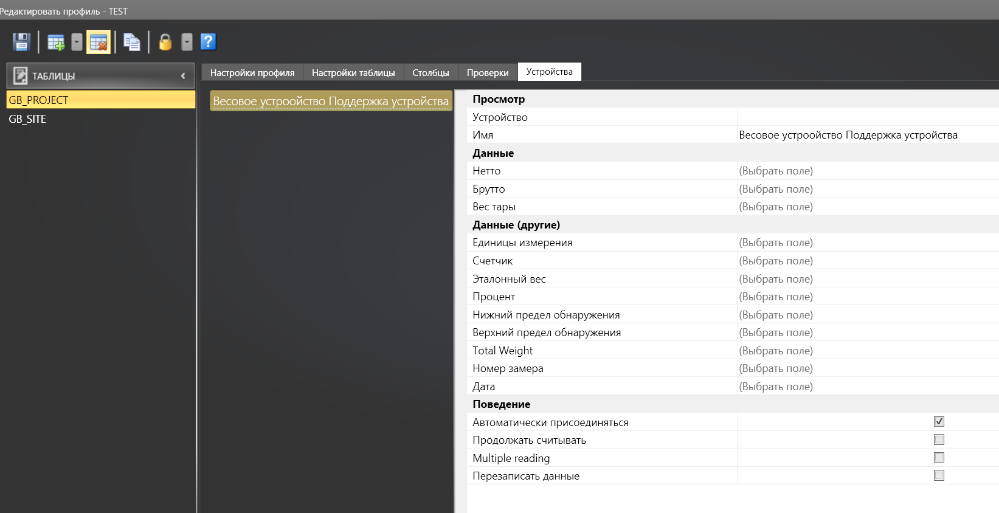 Редактировать профиль - TEST
ТАБЛИЦЫ
GB_PROJECT
GB_SITE
Настройки профиля Настройки таблицы Столбцы Проверки Устройства
Весовое устроойство Поддержка устройства
Просмотр
Устройство
Имя Весовое устроойство Поддержка устройства
Данные
Нетто (Выбрать поле)
Брутто (Выбрать поле)
Вес тары (Выбрать поле)
Данные (другие)
Единицы измерения (Выбрать поле)
Счетчик (Выбрать поле)
Эталонный вес (Выбрать поле)
Процент (Выбрать поле)
Нижний предел обнаружения (Выбрать поле)
Верхний предел обнаружения (Выбрать поле)
Total Weight (Выбрать поле)
Номер замера (Выбрать поле)
Дата (Выбрать поле)
Поведение
Автоматически присоединяться
Продолжать считывать
Multiple reading
Перезаписать данные